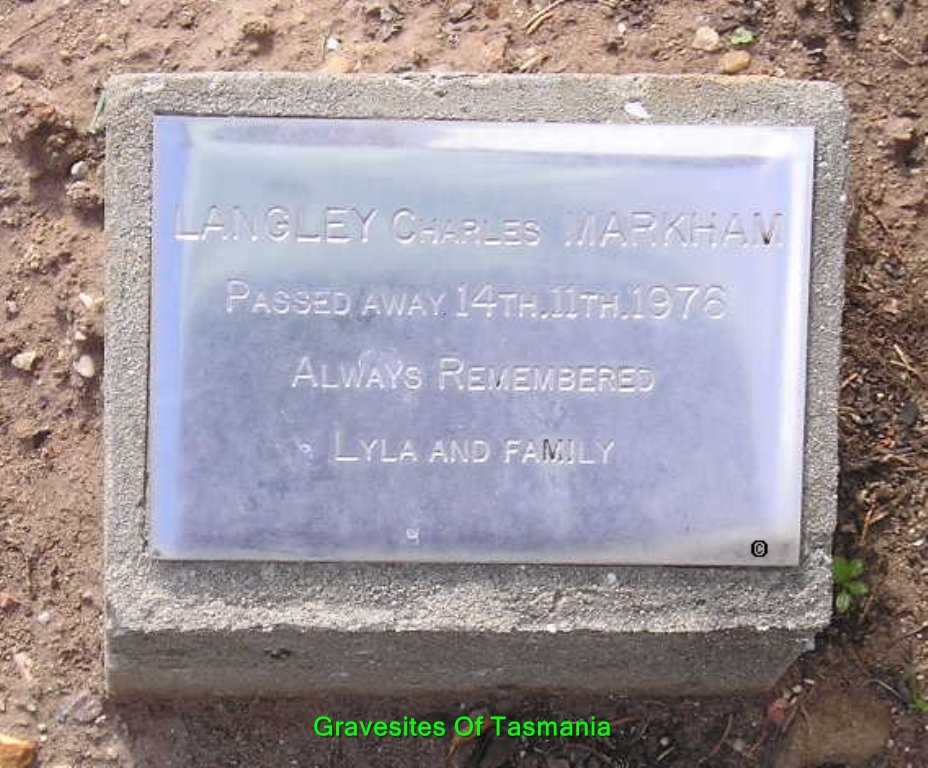 LANGLEY CHARLES MARKHAM
PASSED AWAY. 14TH.11TH.1976
ALWAYS REMEMBERED
LYLA AND FAMILY
©
Gravesites Of Tasmania